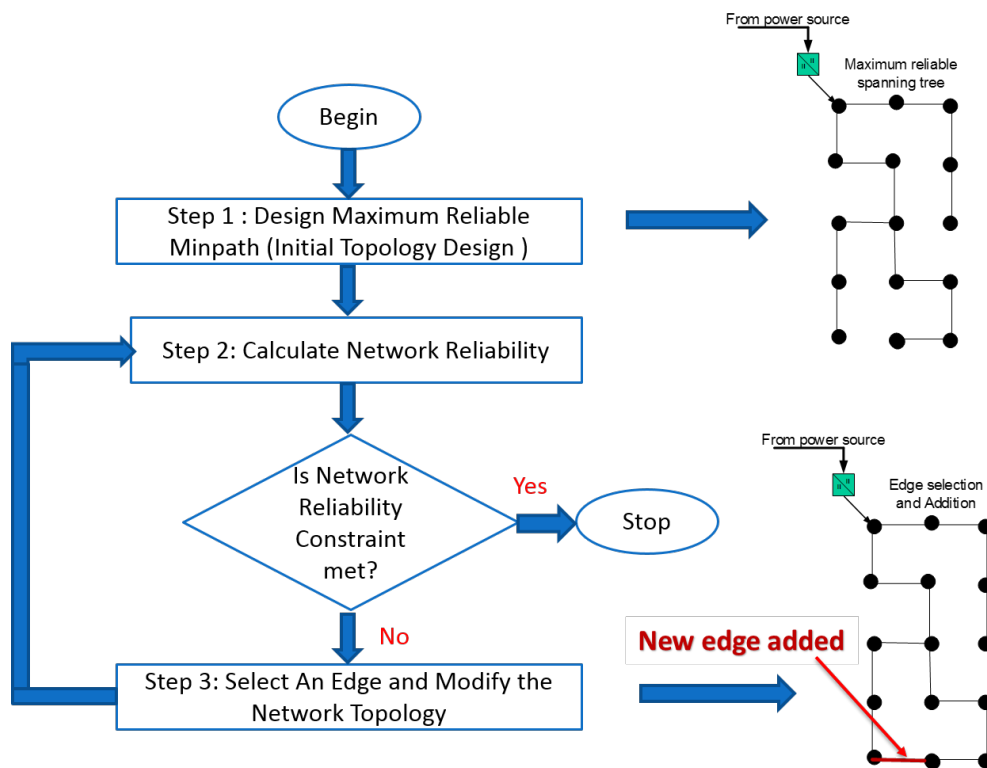 From power source
Maximum reliable
spanning tree
Begin
Step 1 : Design Maximum Reliable
Minpath (Initial Topology Design )
Step 2: Calculate Network Reliability
Is Network
Reliability
Constraint
met?
Yes
Stop
No
Step 3: Select An Edge and Modify the
Network Topology
From power source
Edge selection
and Addition
New edge added